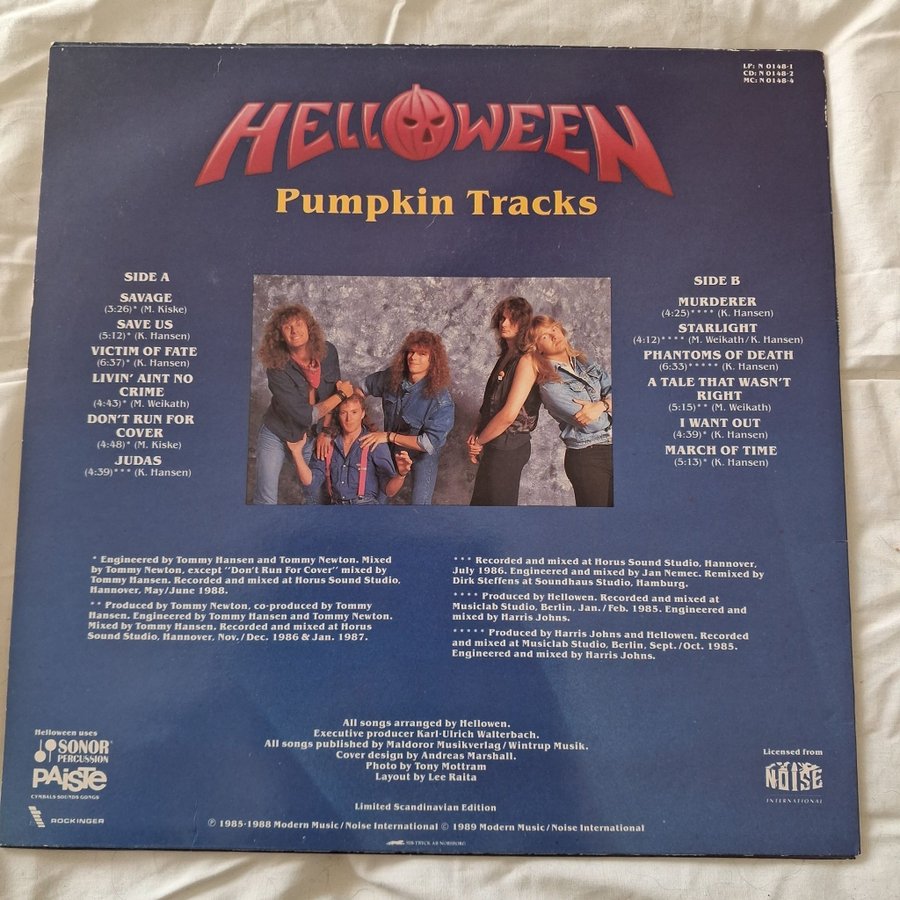 LP: N 0148-1
CD: N 0148-2
MC: N 0148-4
HELLOWEEN
Pumpkin Tracks
SIDE A
SAVAGE
(3:26)* (M. Kiske)
SAVE US
(5:12)* (K. Hansen)
VICTIM OF FATE
(6:37)* (K. Hansen)
LIVIN' AINT NO
CRIME
(4:43)* (M. Weikath)
DON'T RUN FOR
COVER
(4:48)* (M. Kiske)
JUDAS
(4:39)*** (K. Hansen)
SIDE B
MURDERER
(4:25)**** (K. Hansen)
STARLIGHT
(4:12)**** (M. Weikath/K. Hansen)
PHANTOMS OF DEATH
(6:33)***** (K. Hansen)
A TALE THAT WASN'T
RIGHT
(5:15)** (M. Weikath)
I WANT OUT
(4:39)* (K. Hansen)
MARCH OF TIME
(5:13)* (K. Hansen)
* Engineered by Tommy Hansen and Tommy Newton. Mixed
by Tommy Newton, except "Don't Run For Cover" mixed by
Tommy Hansen. Recorded and mixed at Horus Sound Studio,
Hannover, May/June 1988.
** Produced by Tommy Newton, co-produced by Tommy
Hansen. Engineered by Tommy Hansen and Tommy Newton.
Mixed by Tommy Hansen. Recorded and mixed at Horus
Sound Studio, Hannover, Nov./Dec. 1986 & Jan. 1987.
*** Recorded and mixed at Horus Sound Studio, Hannover,
July 1986. Engineered and mixed by Jan Nemec. Remixed by
Dirk Steffens at Soundhaus Studio, Hamburg.
**** Produced by Hellowen. Recorded and mixed at
Musiclab Studio, Berlin, Jan./Feb. 1985. Engineered and
mixed by Harris Johns.
***** Produced by Harris Johns and Hellowen. Recorded
and mixed at Musiclab Studio, Berlin, Sept./Oct. 1985.
Engineered and mixed by Harris Johns.
All songs arranged by Hellowen.
Executive producer Karl-Ulrich Walterbach.
All songs published by Maldoror Musikverlag/Wintrup Musik.
Cover design by Andreas Marshall.
Photo by Tony Mottram
Layout by Lee Raita
Helloween uses
SONOR
PERCUSSION
PAiSTe
CYMBALS SOUNDS GONGS
ROCKINGER
Licensed from
NOISE
INTERNATIONAL
Limited Scandinavian Edition
℗ 1985-1988 Modern Music/Noise International © 1989 Modern Music/Noise International